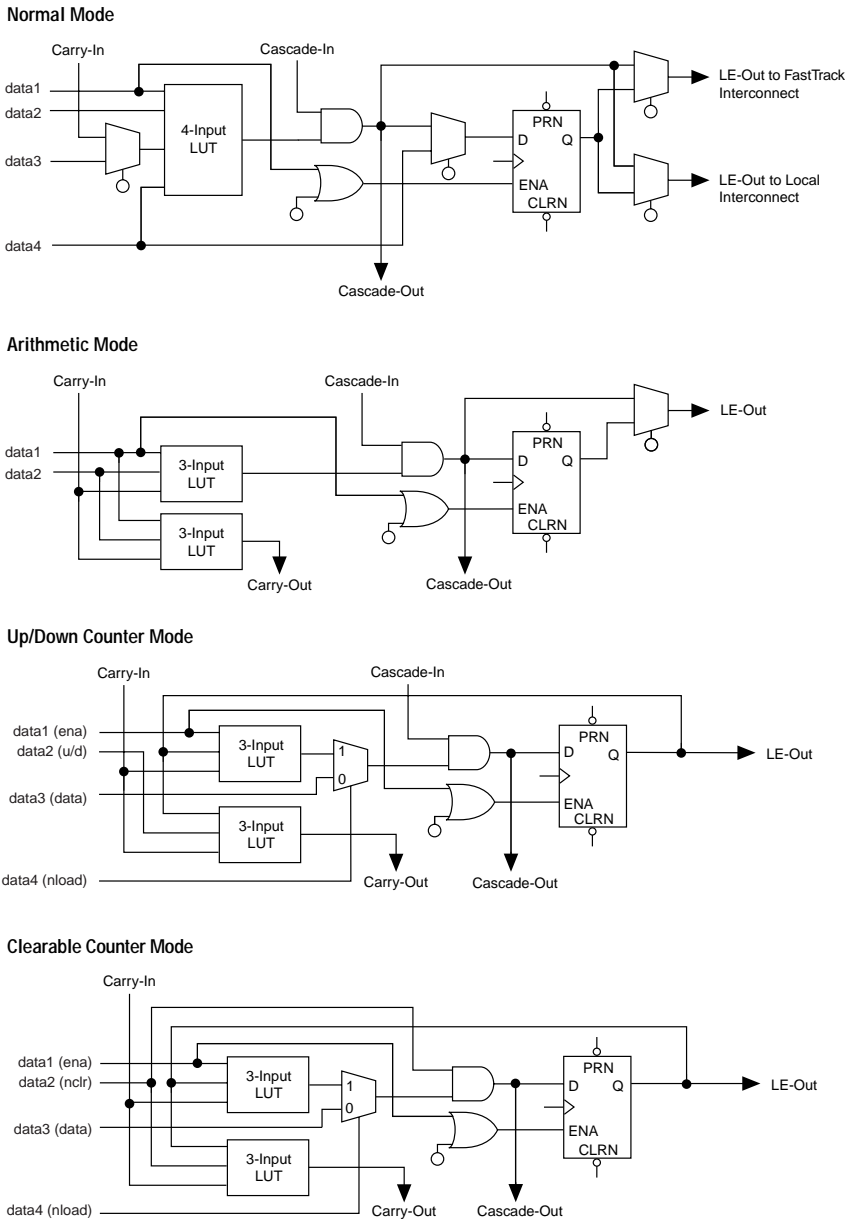 Normal Mode
Carry-In
Cascade-In
data1
data2
data3
data4
4-Input
LUT
PRN
D
Q
ENA
CLRN
LE-Out to FastTrack
Interconnect
LE-Out to Local
Interconnect
Cascade-Out
Arithmetic Mode
Carry-In
Cascade-In
data1
data2
3-Input
LUT
3-Input
LUT
PRN
D
Q
ENA
CLRN
LE-Out
Carry-Out
Cascade-Out
Up/Down Counter Mode
Carry-In
Cascade-In
data1 (ena)
data2 (u/d)
data3 (data)
data4 (nload)
3-Input
LUT
3-Input
LUT
1
0
PRN
D
Q
ENA
CLRN
LE-Out
Carry-Out
Cascade-Out
Clearable Counter Mode
Carry-In
data1 (ena)
data2 (nclr)
data3 (data)
data4 (nload)
3-Input
LUT
3-Input
LUT
1
0
PRN
D
Q
ENA
CLRN
LE-Out
Carry-Out
Cascade-Out